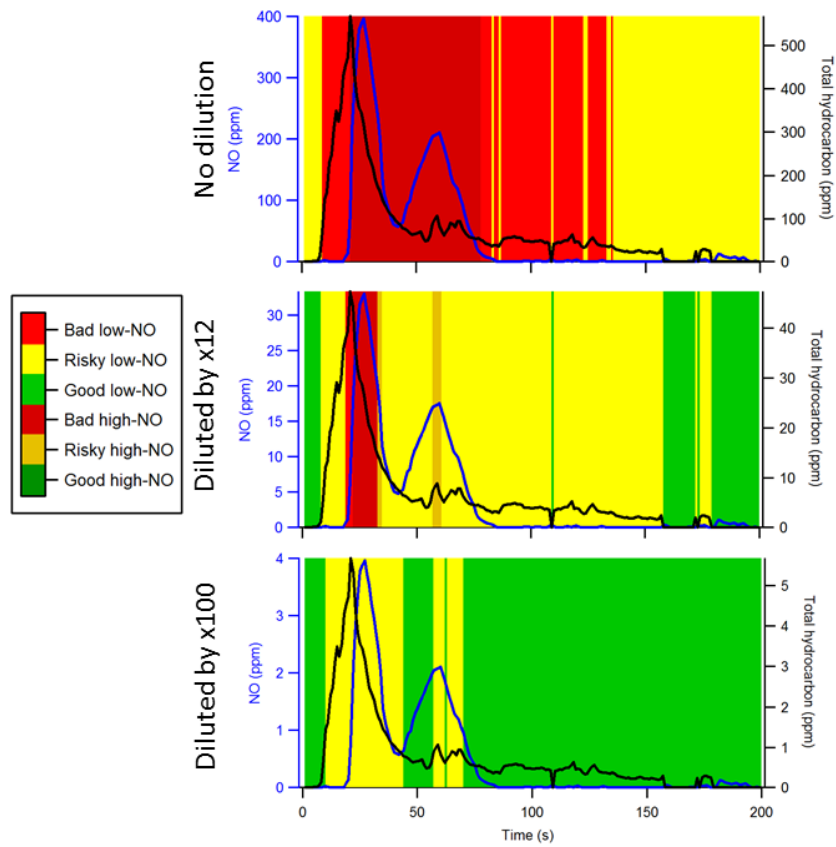 No dilution
NO (ppm)
400
300
200
100
0
500
400
300
200
100
0
Total hydrocarbon (ppm)
Bad low-NO
Risky low-NO
Good low-NO
Bad high-NO
Risky high-NO
Good high-NO
Diluted by x12
NO (ppm)
30
25
20
15
10
5
0
40
30
20
10
0
Total hydrocarbon (ppm)
Diluted by x100
NO (ppm)
4
3
2
1
0
5
4
3
2
1
0
Total hydrocarbon (ppm)
0 50 100 150 200
Time (s)